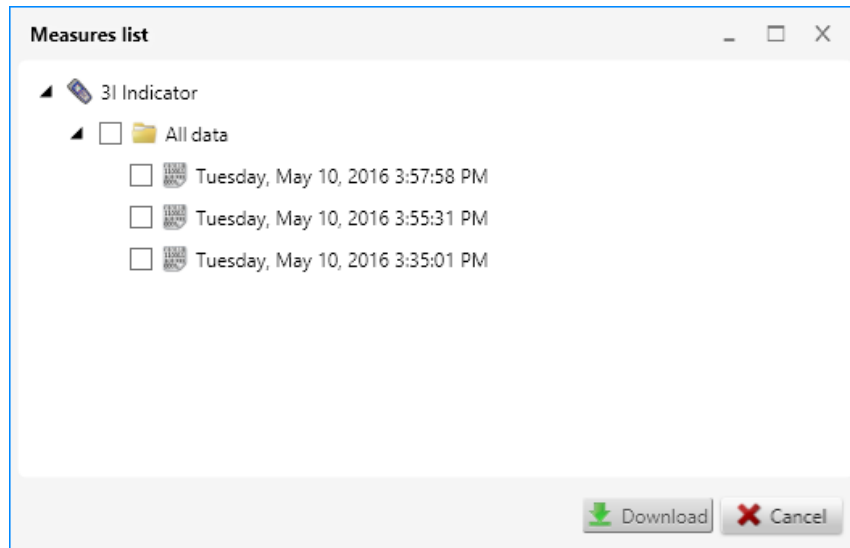 Measures list
3I Indicator
All data
Tuesday, May 10, 2016 3:57:58 PM
Tuesday, May 10, 2016 3:55:31 PM
Tuesday, May 10, 2016 3:35:01 PM
Download Cancel